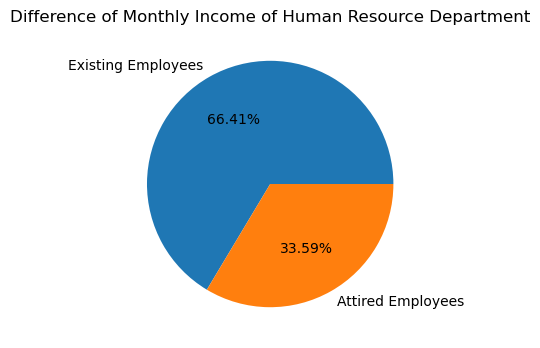 Difference of Monthly Income of Human Resource Department
Existing Employees
66.41%
33.59%
Attired Employees